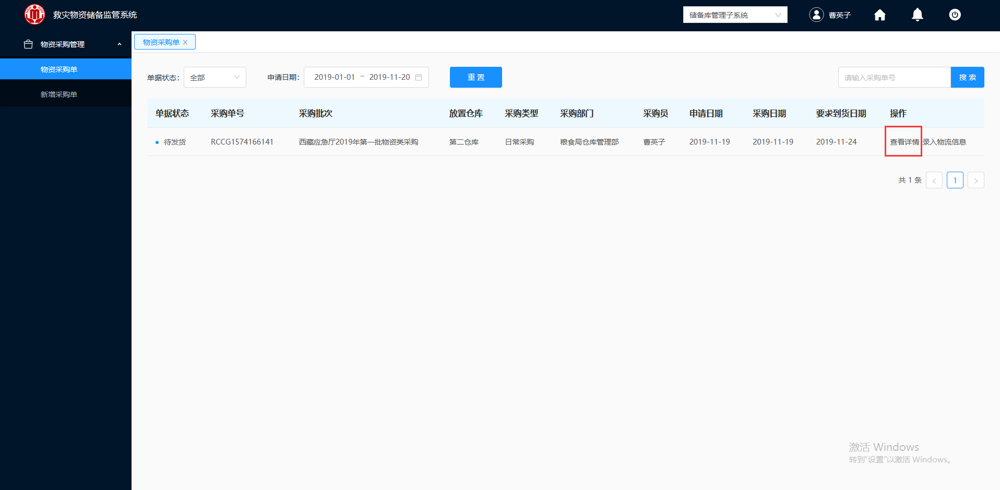 救灾物资储备监管系统
储备库管理子系统
曹英子
物资采购管理
物资采购单
新增采购单
物资采购单
单据状态: 全部
申请日期: 2019-01-01 ~ 2019-11-20
重 置
请输入采购单号
搜 索
单据状态 采购单号 采购批次 放置仓库 采购类型 采购部门 采购员 申请日期 采购日期 要求到货日期 操作
待发货 RCCG1574166141 西藏应急厅2019年第一批物资类采购 第二仓库 日常采购 粮食局仓库管理部 曹英子 2019-11-19 2019-11-19 2019-11-24 查看详情 录入物流信息
共 1 条 < 1 >
激活 Windows
转到“设置”以激活 Windows。